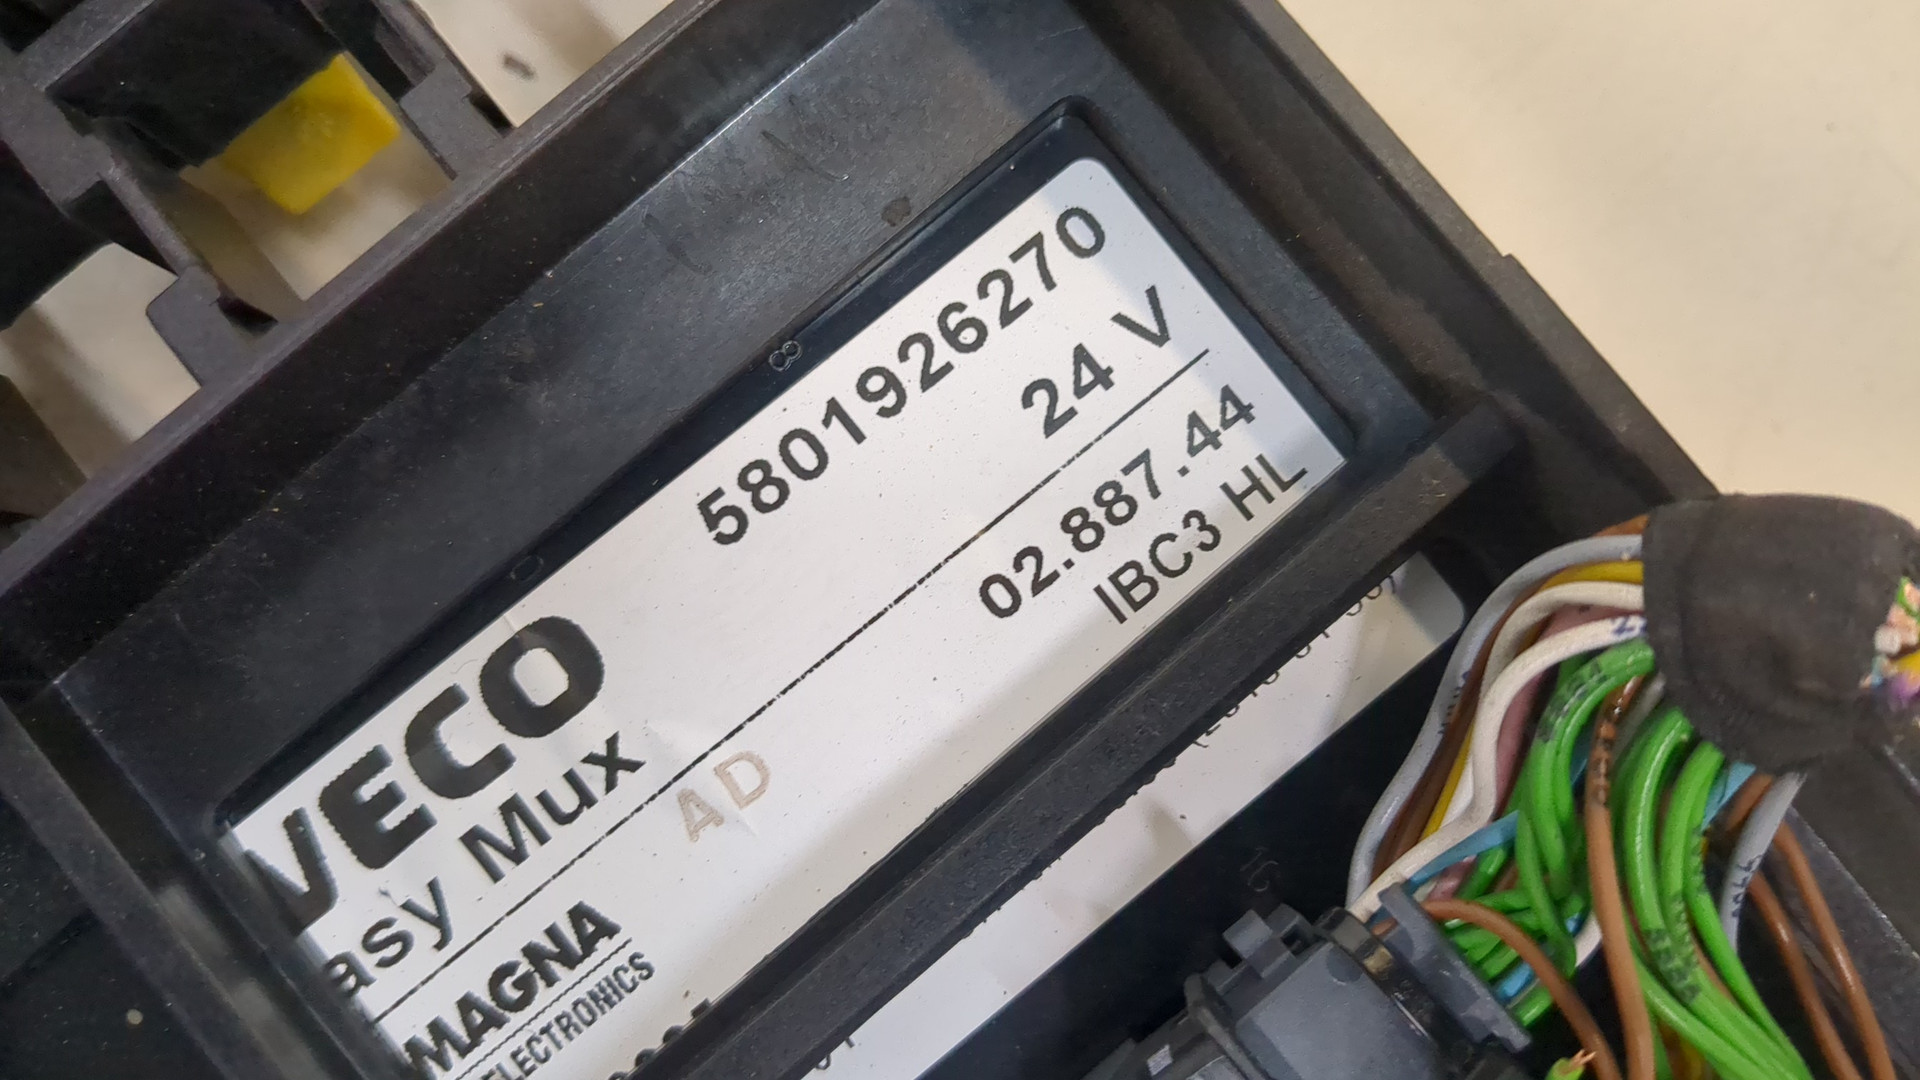 5801926270
VECO
24 V
asy Mux
02.887.44
AD
IBC3 HL
MAGNA
ELECTRONICS